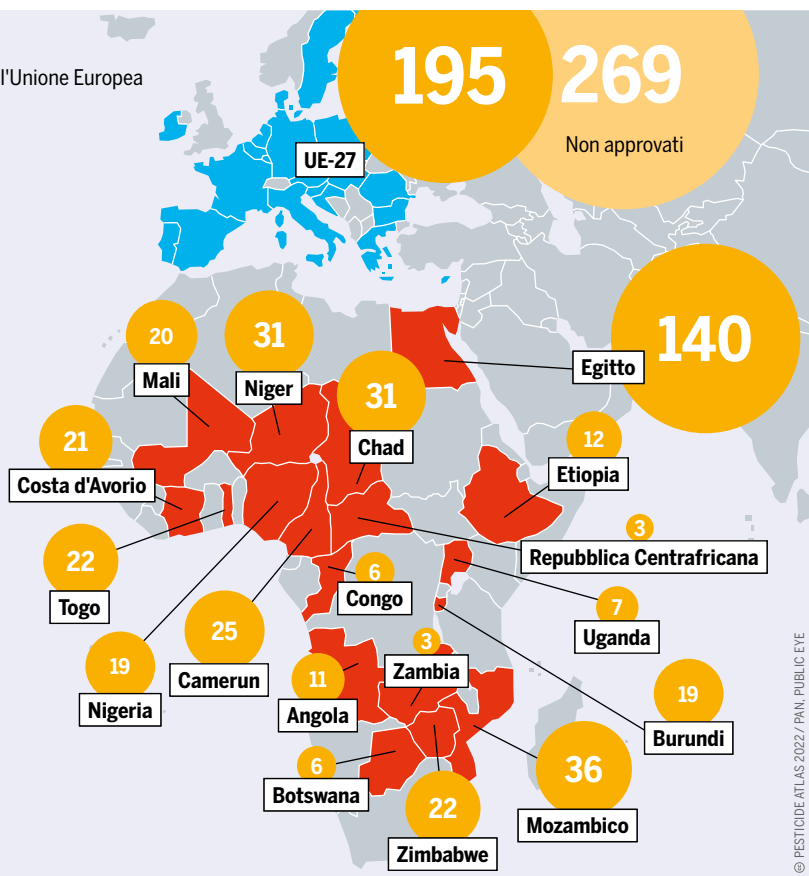 l'Unione Europea
195
269
Non approvati
UE-27
140
Egitto
20
Mali
31
Niger
31
Chad
21
Costa d'Avorio
12
Etiopia
3
Repubblica Centrafricana
22
Togo
6
Congo
7
Uganda
25
Camerun
19
Nigeria
3
Zambia
11
Angola
19
Burundi
6
Botswana
36
Mozambico
22
Zimbabwe
© PESTICIDE ATLAS 2022 / PAN, PUBLIC EYE